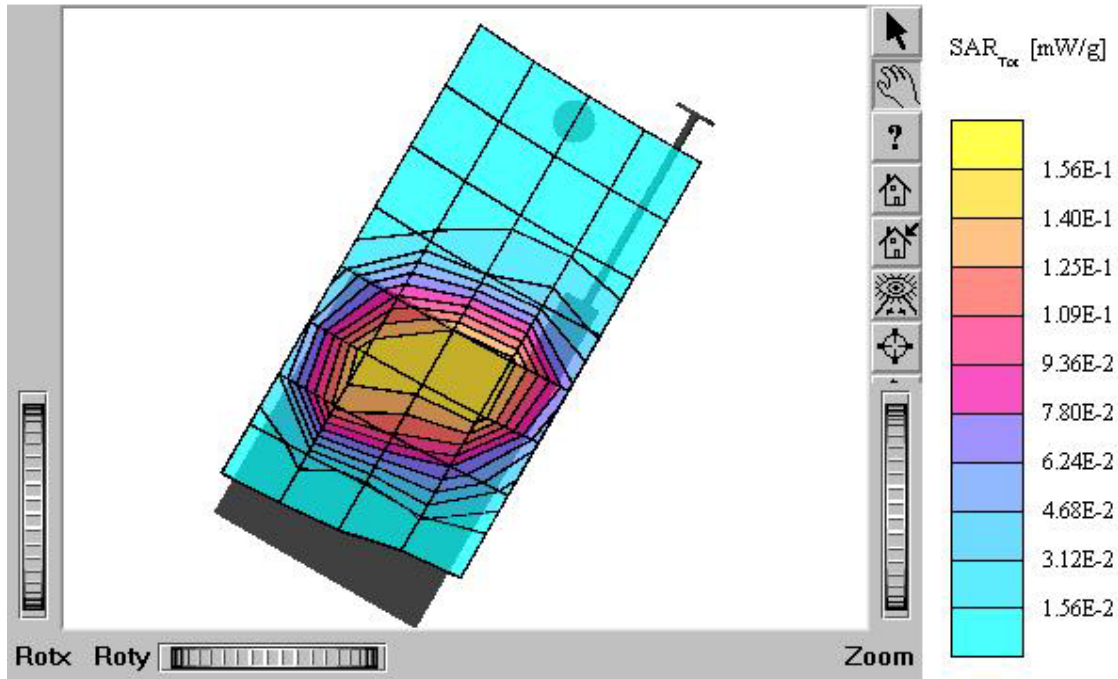 SAR_Tot [mW/g]
?
1.56E-1
1.40E-1
1.25E-1
1.09E-1
9.36E-2
7.80E-2
6.24E-2
4.68E-2
3.12E-2
1.56E-2
Rotx Roty Zoom